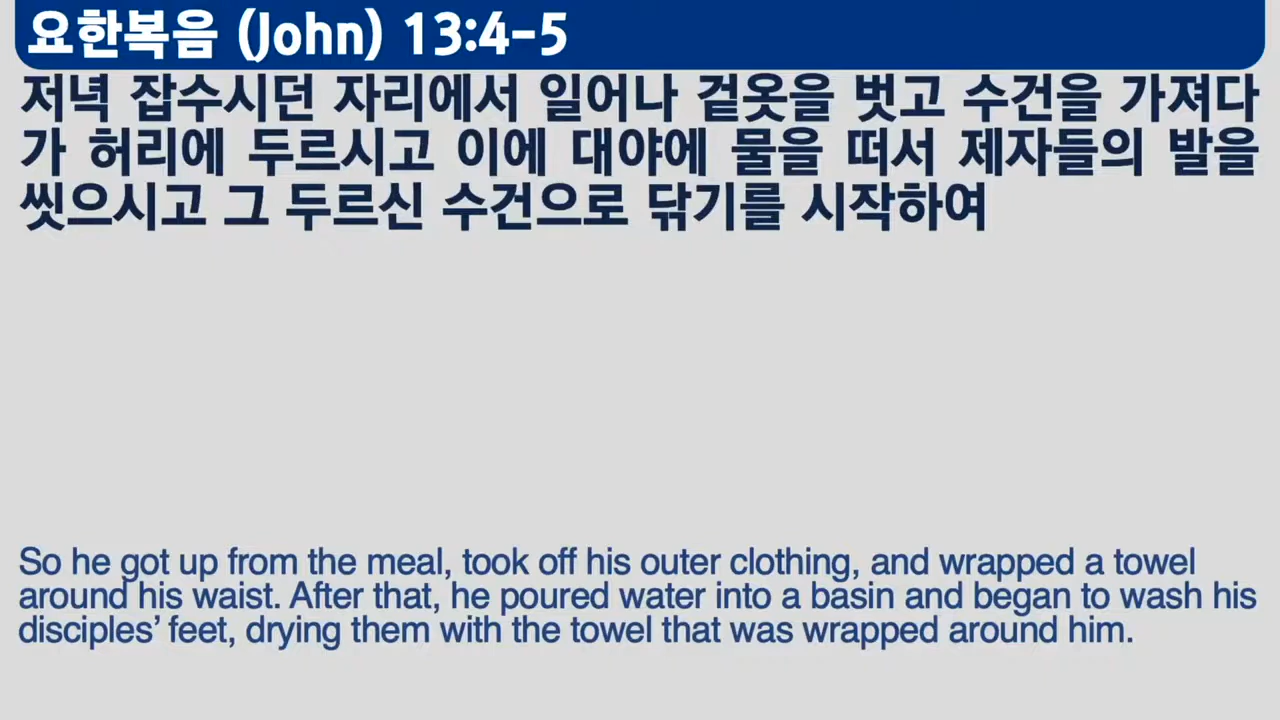 요한복음 (John) 13:4-5
저녁 잡수시던 자리에서 일어나 겉옷을 벗고 수건을 가져다
가 허리에 두르시고 이에 대야에 물을 떠서 제자들의 발을
씻으시고 그 두르신 수건으로 닦기를 시작하여
So he got up from the meal, took off his outer clothing, and wrapped a towel
around his waist. After that, he poured water into a basin and began to wash his
disciples’ feet, drying them with the towel that was wrapped around him.